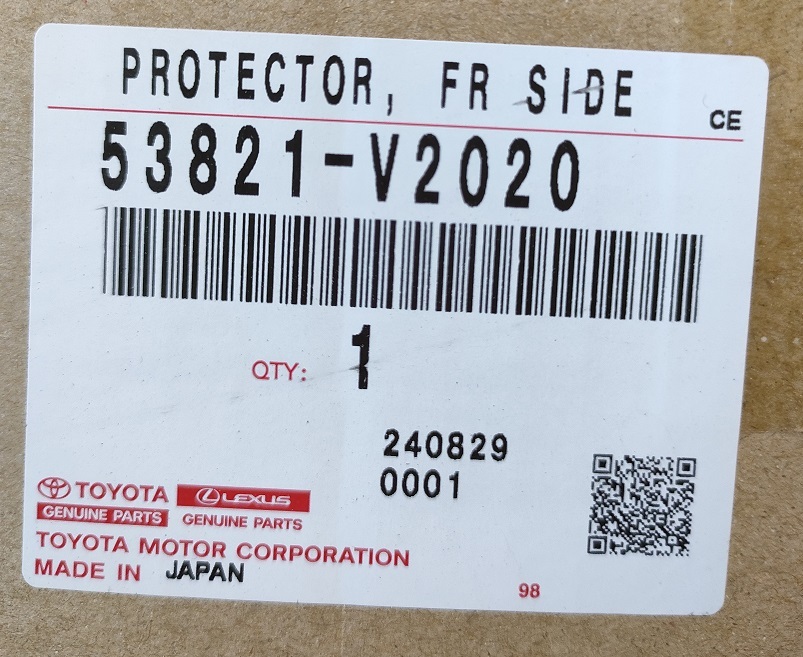 PROTECTOR, FR SIDE
CE
53821-V2020
QTY: 1
240829
0001
TOYOTA LEXUS
GENUINE PARTS GENUINE PARTS
TOYOTA MOTOR CORPORATION
MADE IN JAPAN
98